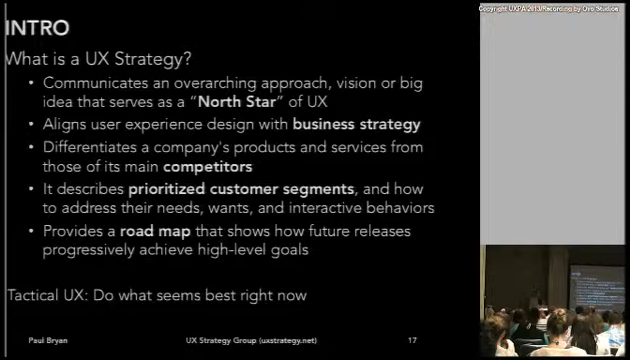 Copyright UXPA 2013/Recording by Ovo Studios
INTRO
What is a UX Strategy?
• Communicates an overarching approach, vision or big
idea that serves as a “North Star” of UX
• Aligns user experience design with business strategy
• Differentiates a company's products and services from
those of its main competitors
• It describes prioritized customer segments, and how
to address their needs, wants, and interactive behaviors
• Provides a road map that shows how future releases
progressively achieve high-level goals
Tactical UX: Do what seems best right now
Paul Bryan
UX Strategy Group (uxstrategy.net)
17